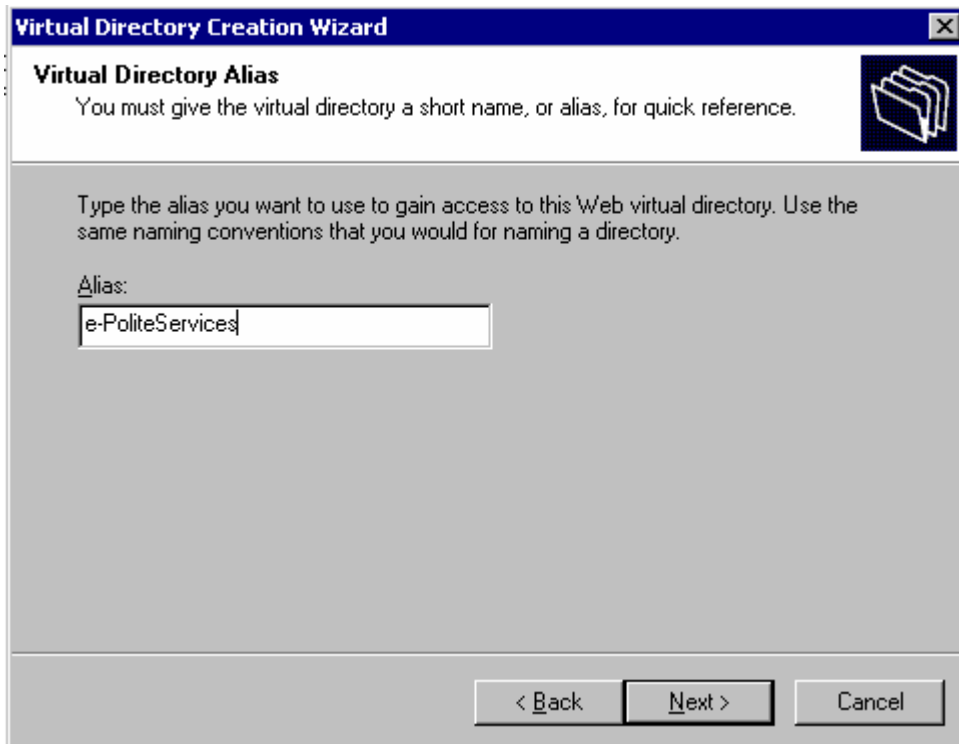 Virtual Directory Creation Wizard
Virtual Directory Alias
You must give the virtual directory a short name, or alias, for quick reference.
Type the alias you want to use to gain access to this Web virtual directory. Use the
same naming conventions that you would for naming a directory.
Alias:
e-PoliteServices
< Back
Next >
Cancel